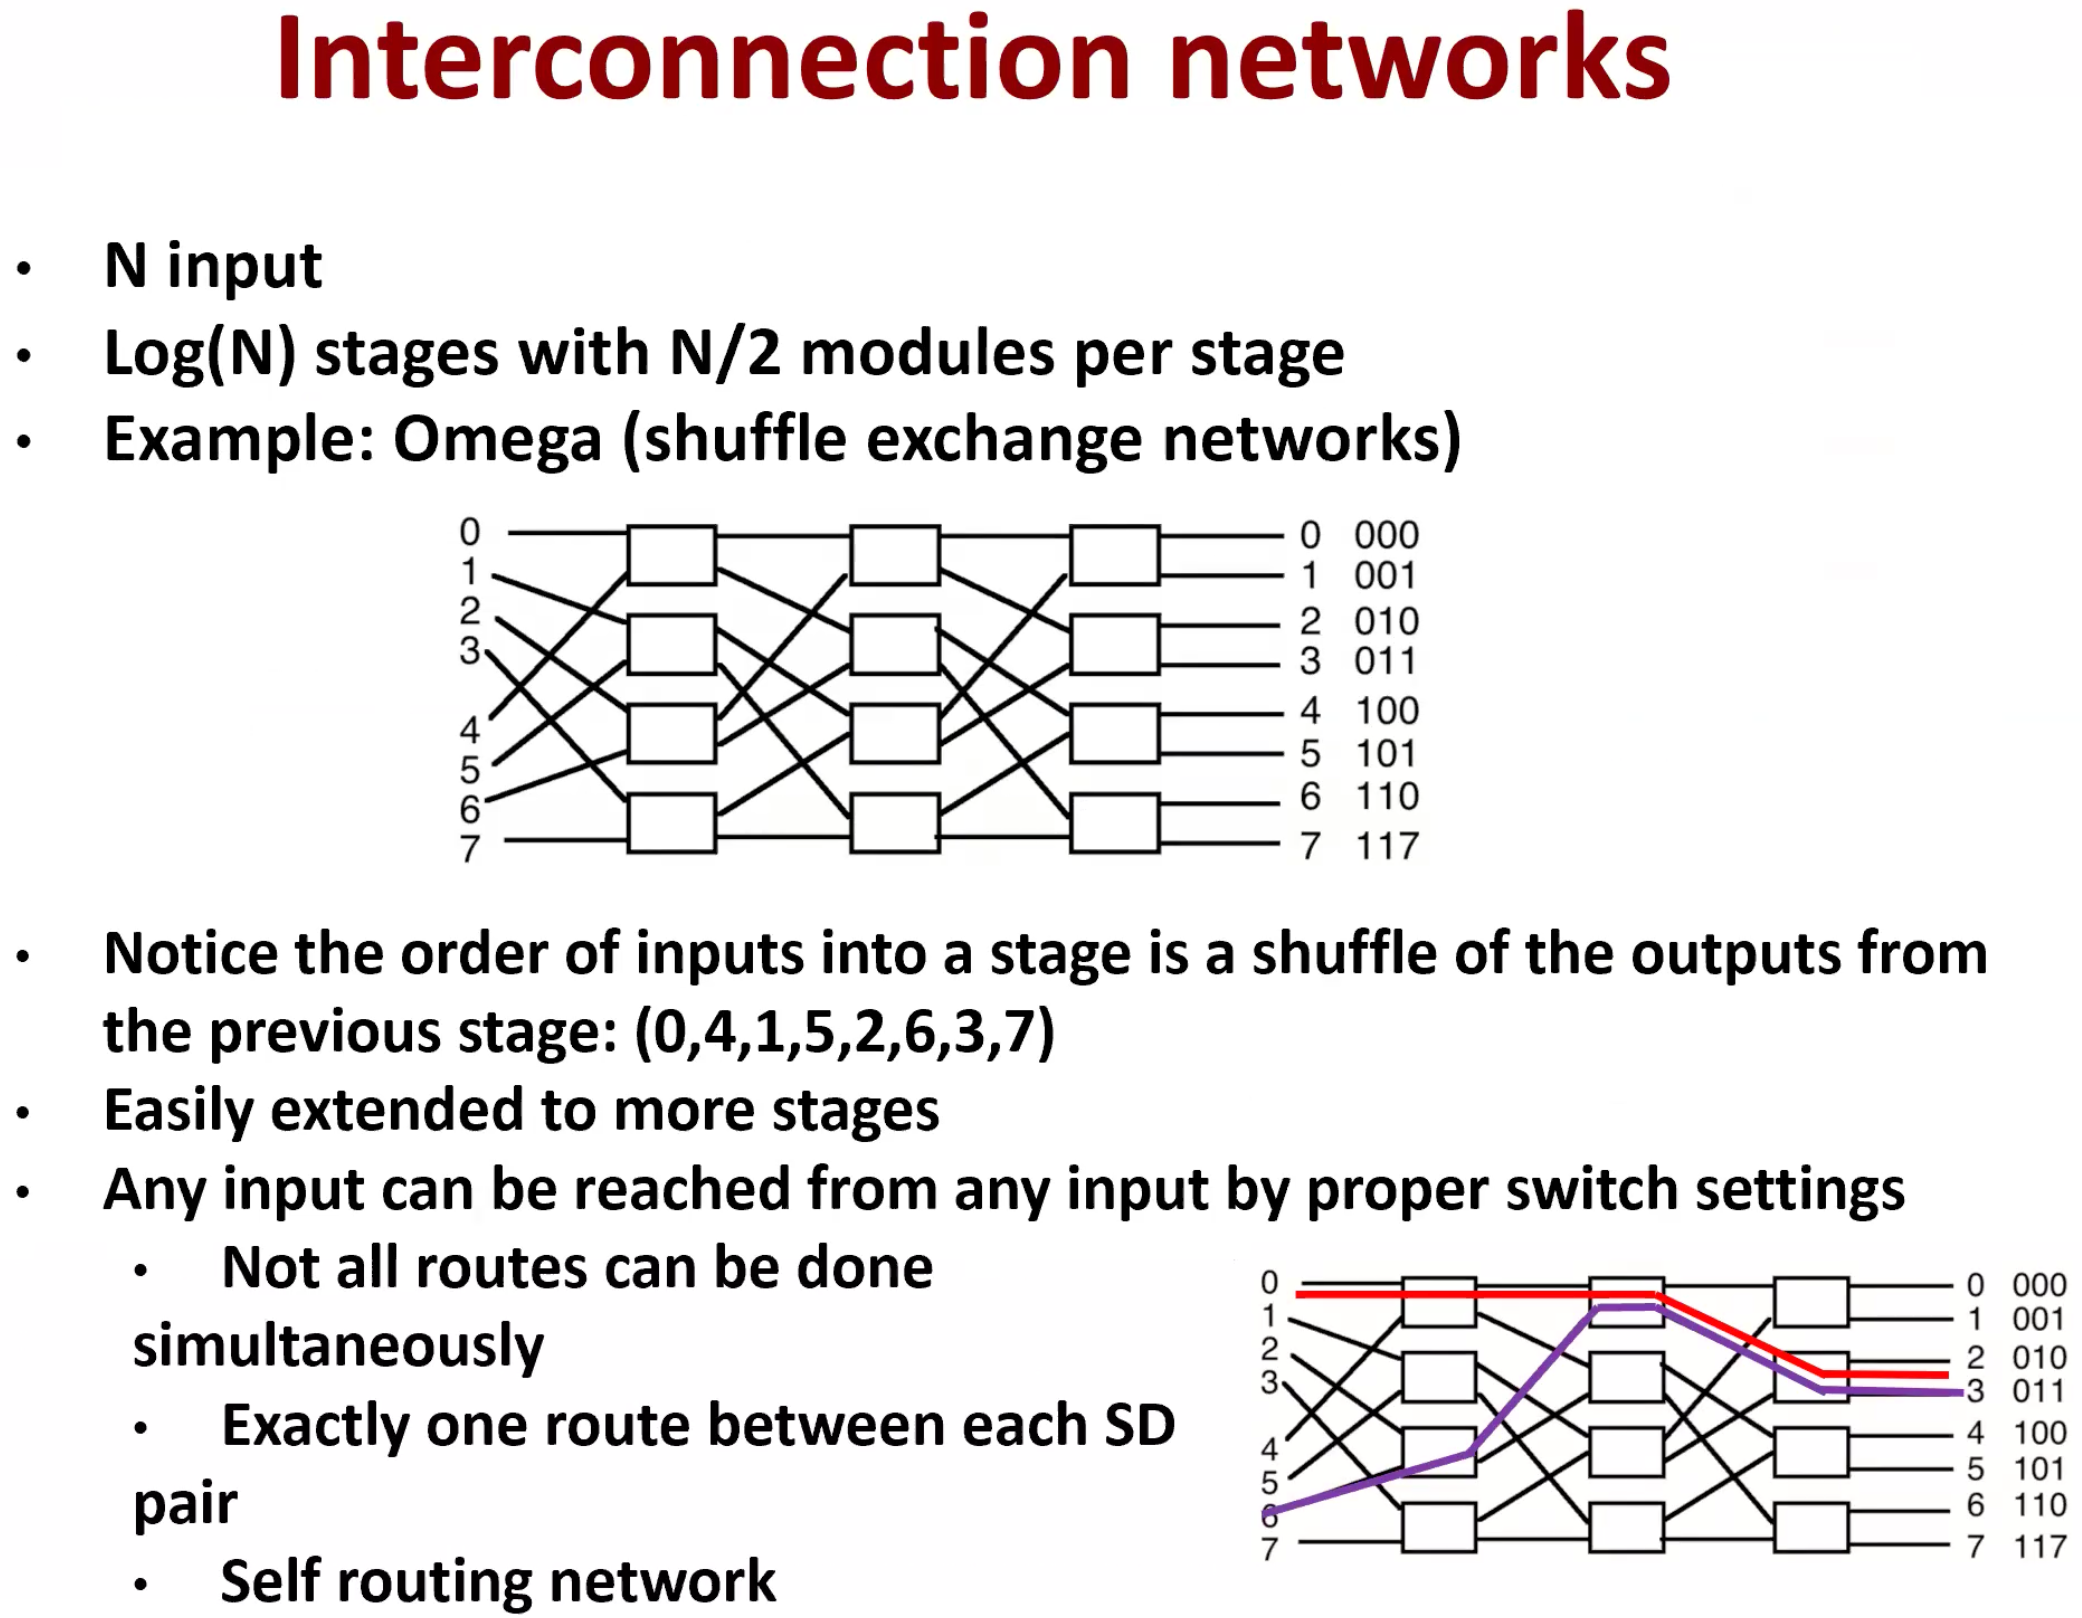 Interconnection networks
• N input
• Log(N) stages with N/2 modules per stage
• Example: Omega (shuffle exchange networks)
0 0 000
1 1 001
2 2 010
3 3 011
4 4 100
5 5 101
6 6 110
7 7 117
• Notice the order of inputs into a stage is a shuffle of the outputs from
the previous stage: (0,4,1,5,2,6,3,7)
• Easily extended to more stages
• Any input can be reached from any input by proper switch settings
• Not all routes can be done
simultaneously
• Exactly one route between each SD
pair
• Self routing network
0 0 000
1 1 001
2 2 010
3 3 011
4 4 100
5 5 101
6 6 110
7 7 117